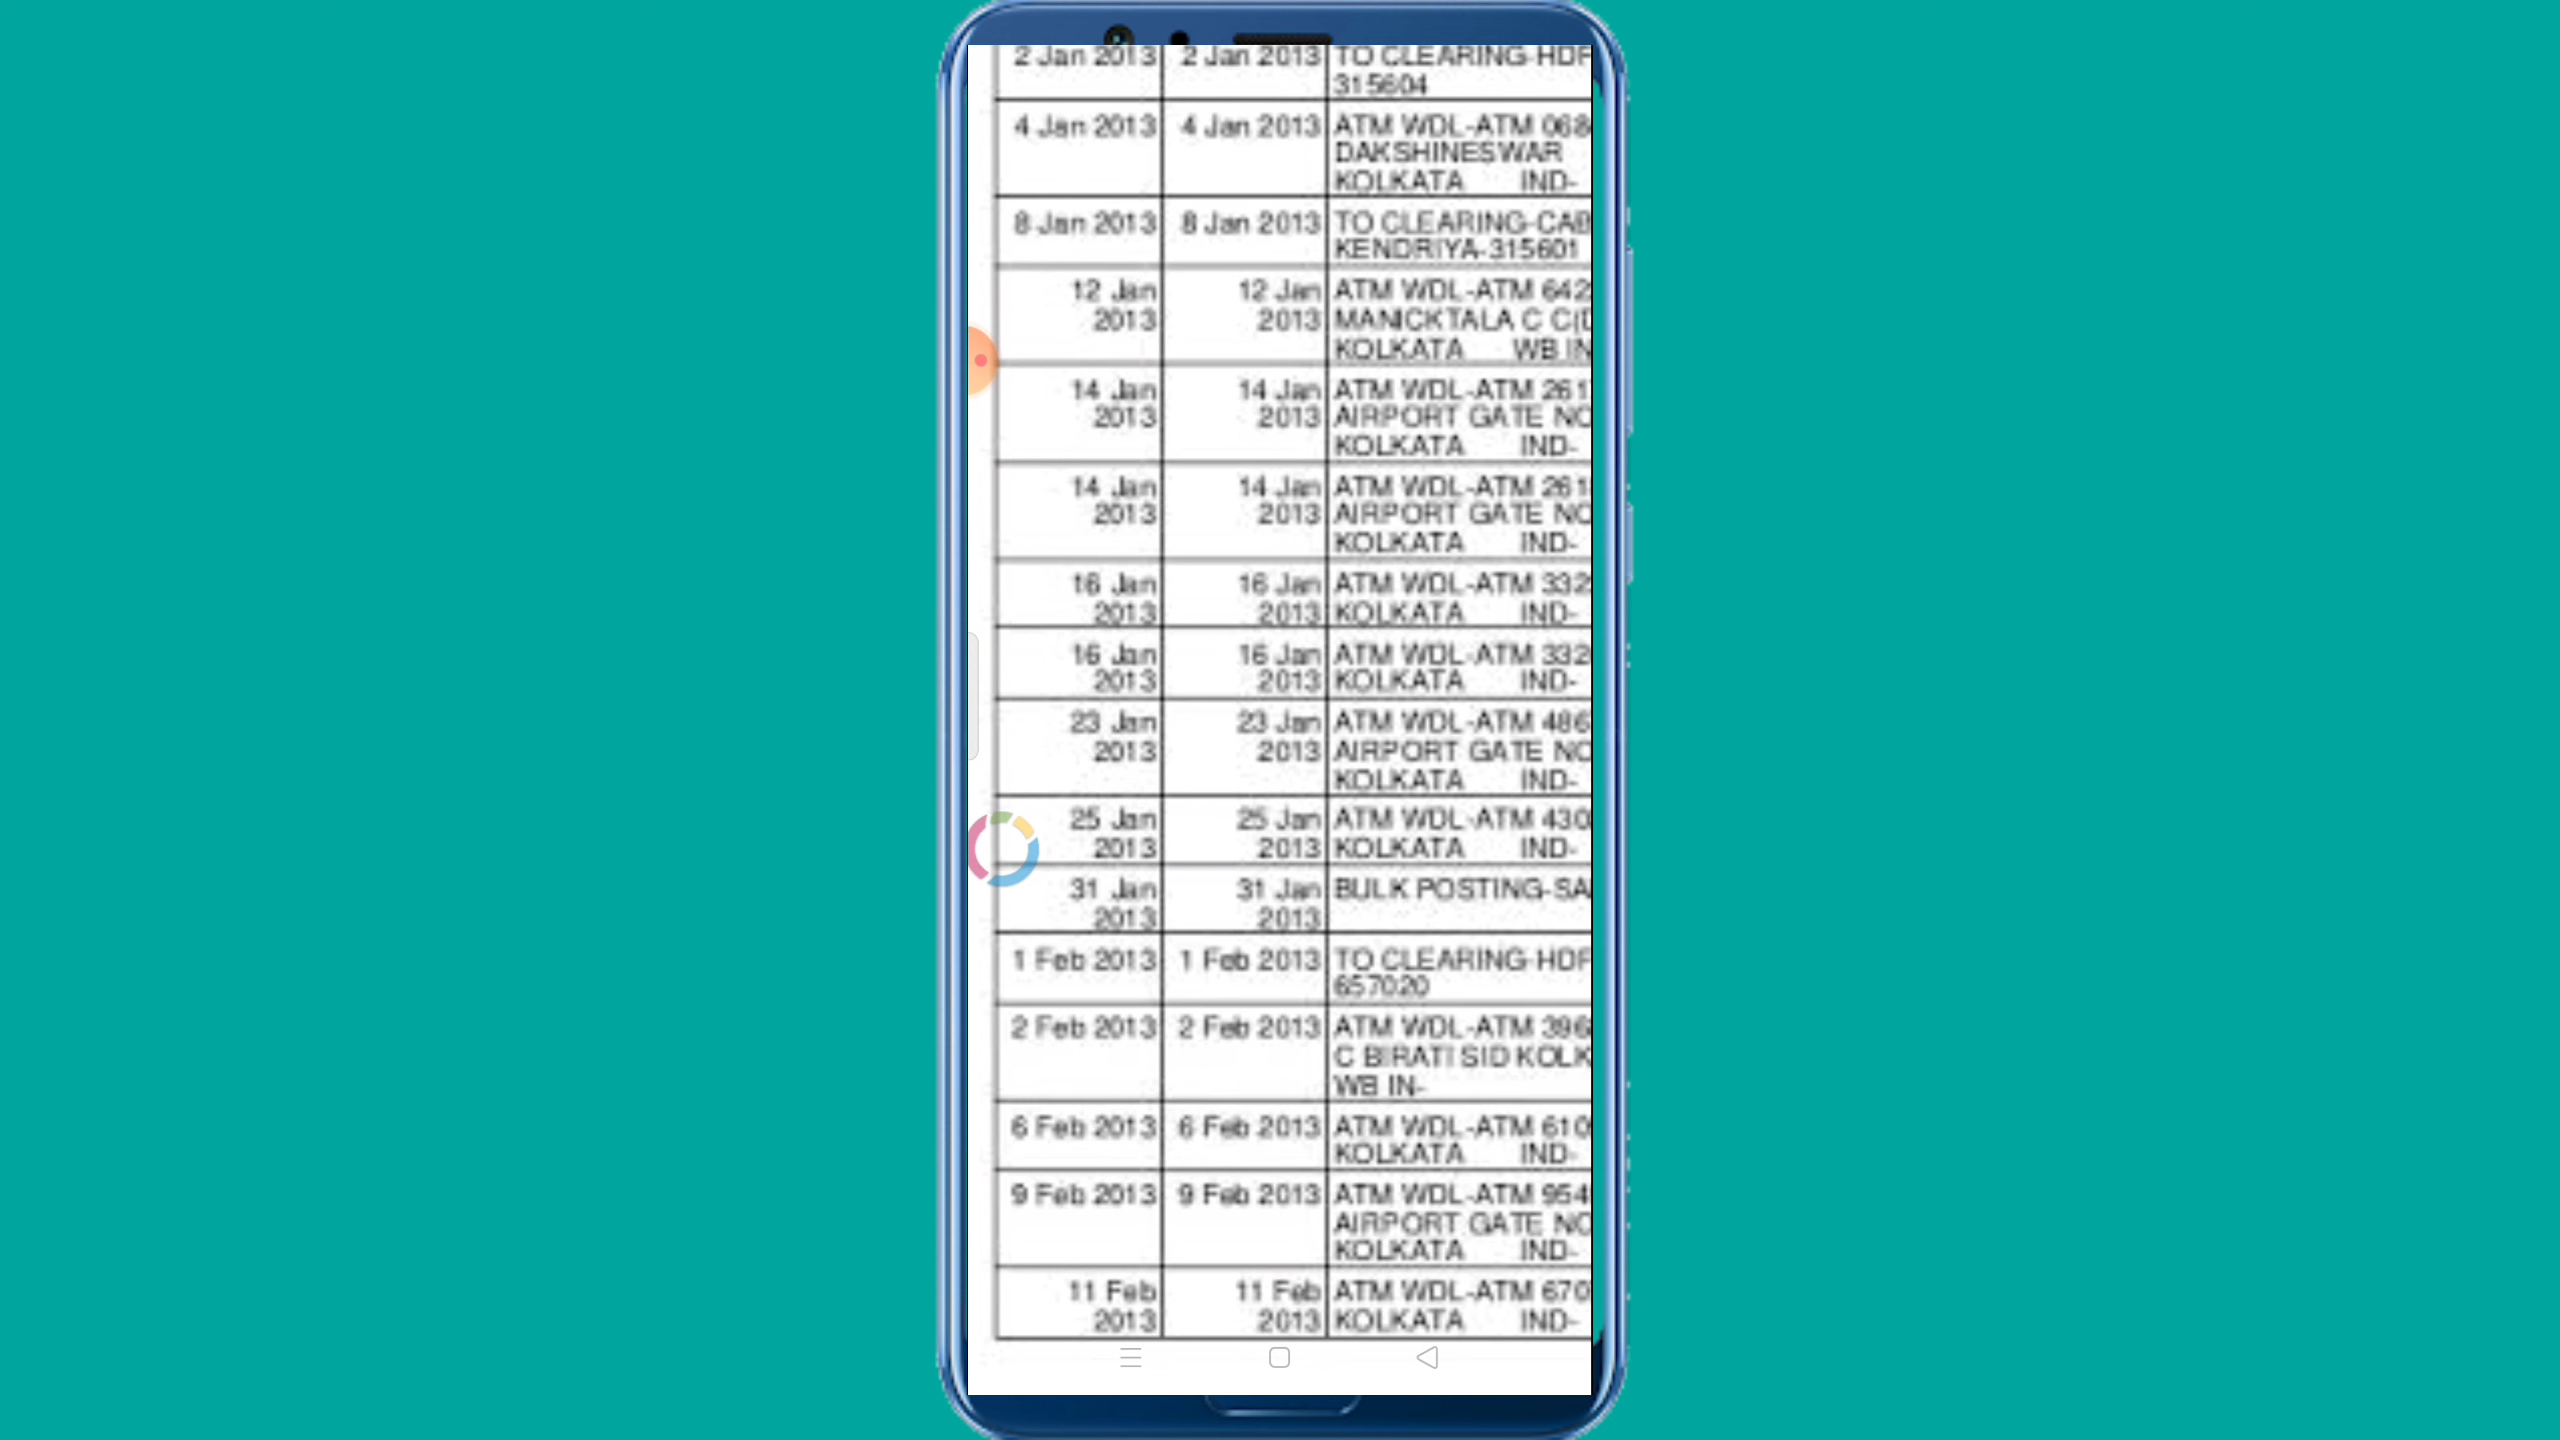 2 Jan 2013 2 Jan 2013 TO CLEARING-HDF
315604
4 Jan 2013 4 Jan 2013 ATM WDL-ATM 068
DAKSHINESWAR
KOLKATA IND-
8 Jan 2013 8 Jan 2013 TO CLEARING-CAB
KENDRIYA-315601
12 Jan 12 Jan ATM WDL-ATM 642
2013 2013 MANICKTALA C C(D
KOLKATA WB IN
14 Jan 14 Jan ATM WDL-ATM 261
2013 2013 AIRPORT GATE NO
KOLKATA IND-
14 Jan 14 Jan ATM WDL-ATM 261
2013 2013 AIRPORT GATE NO
KOLKATA IND-
16 Jan 16 Jan ATM WDL-ATM 332
2013 2013 KOLKATA IND-
16 Jan 16 Jan ATM WDL-ATM 332
2013 2013 KOLKATA IND-
23 Jan 23 Jan ATM WDL-ATM 486
2013 2013 AIRPORT GATE NO
KOLKATA IND-
25 Jan 25 Jan ATM WDL-ATM 430
2013 2013 KOLKATA IND-
31 Jan 31 Jan BULK POSTING-SA
2013 2013
1 Feb 2013 1 Feb 2013 TO CLEARING-HDF
657020
2 Feb 2013 2 Feb 2013 ATM WDL-ATM 396
C BIRATI SID KOLK
WB IN-
6 Feb 2013 6 Feb 2013 ATM WDL-ATM 610
KOLKATA IND-
9 Feb 2013 9 Feb 2013 ATM WDL-ATM 954
AIRPORT GATE NO
KOLKATA IND-
11 Feb 11 Feb ATM WDL-ATM 670
2013 2013 KOLKATA IND-